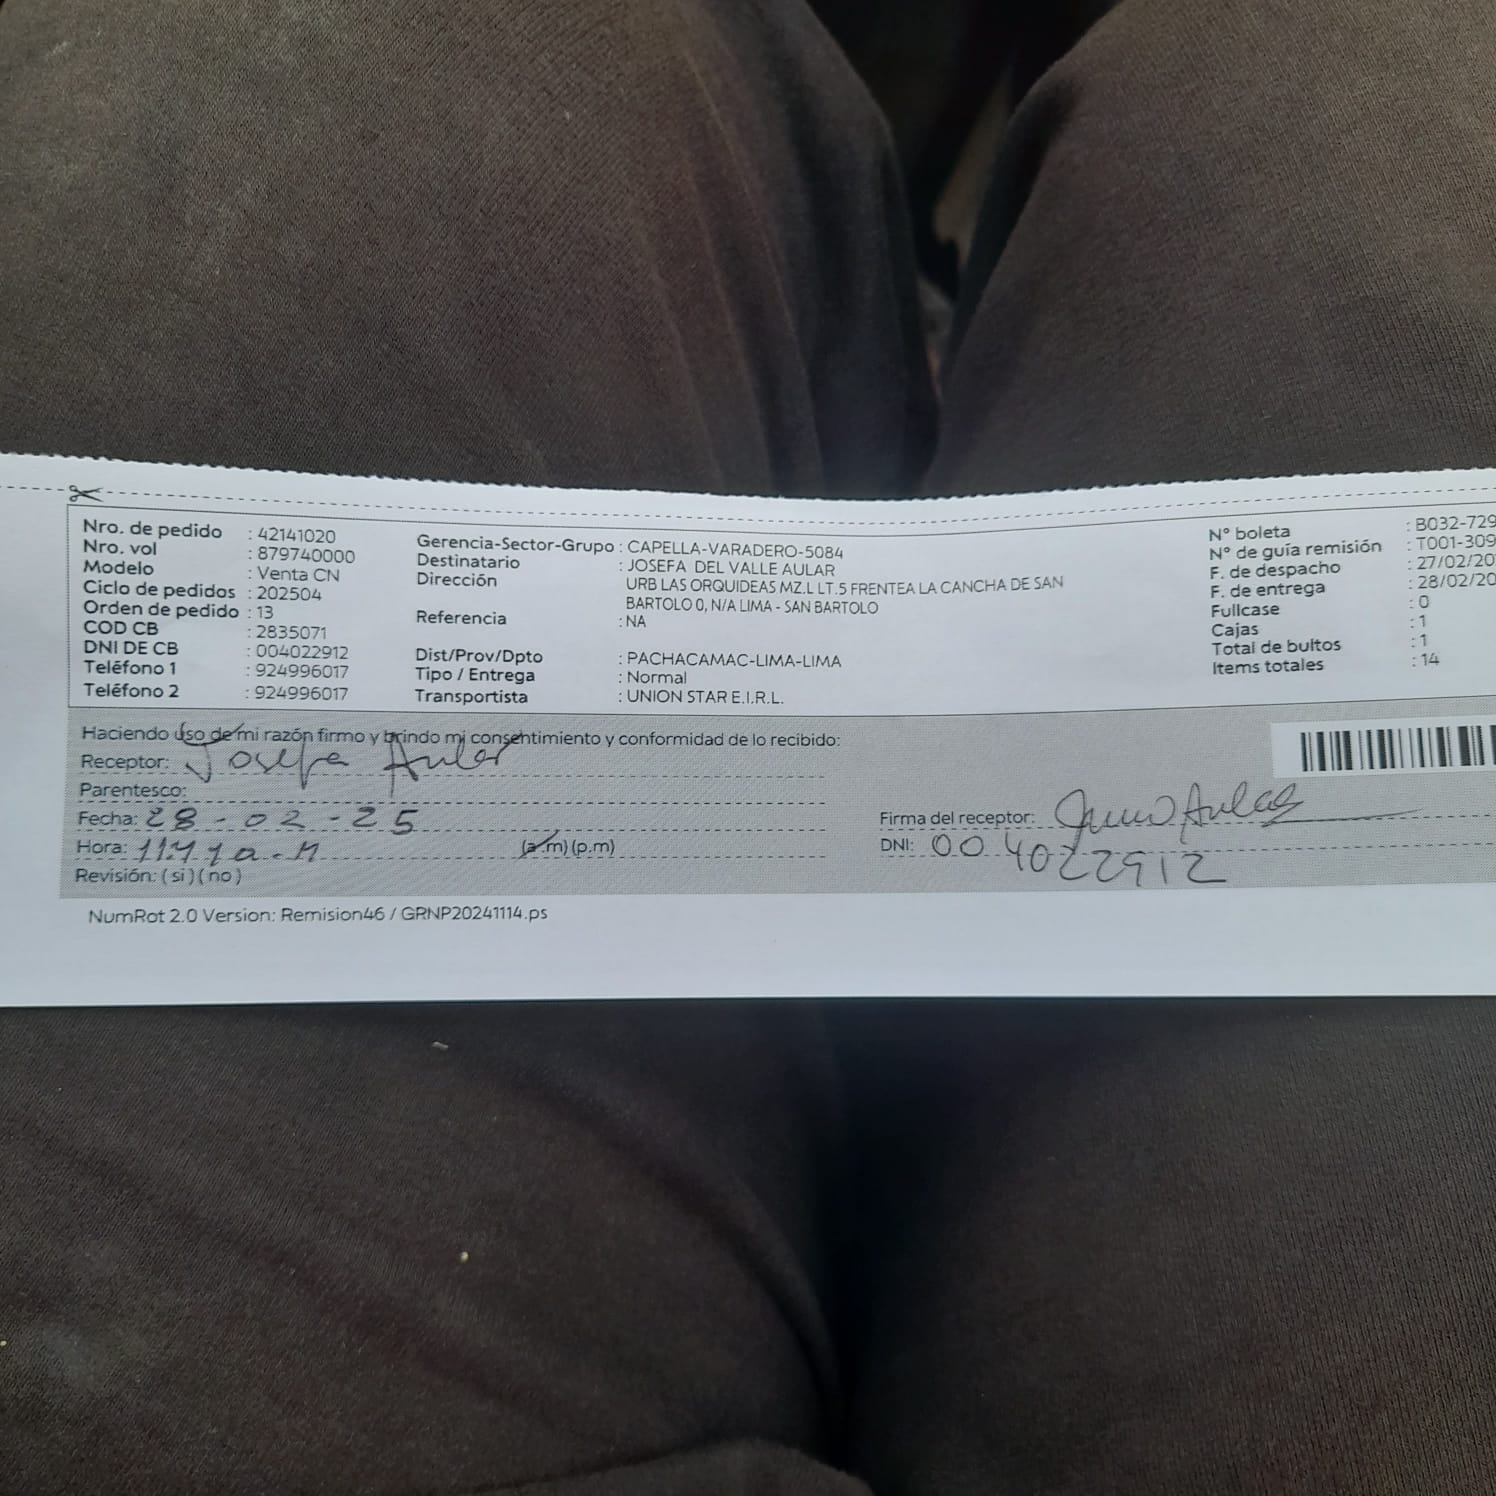 Nro. de pedido : 42141020
Nro. vol : 879740000
Modelo : Venta CN
Ciclo de pedidos : 202504
Orden de pedido : 13
COD CB : 2835071
DNI DE CB : 004022912
Teléfono 1 : 924996017
Teléfono 2 : 924996017
Gerencia-Sector-Grupo : CAPELLA-VARADERO-5084
Destinatario : JOSEFA DEL VALLE AULAR
Dirección URB LAS ORQUIDEAS MZ.L LT.5 FRENTEA LA CANCHA DE SAN
BARTOLO 0, N/A LIMA - SAN BARTOLO
Referencia : NA
Dist/Prov/Dpto : PACHACAMAC-LIMA-LIMA
Tipo / Entrega : Normal
Transportista : UNION STAR E.I.R.L.
N° boleta : B032-729
N° de guía remisión : T001-309
F. de despacho : 27/02/20
F. de entrega : 28/02/20
Fullcase : 0
Cajas : 1
Total de bultos : 1
Items totales : 14
Haciendo uso de mi razón firmo y brindo mi consentimiento y conformidad de lo recibido:
Receptor: Josefa Aular
Parentesco:
Fecha: 28-02-25
Hora: (a.m) (p.m)
Revisión: ( si ) ( no )
Firma del receptor: Aular
DNI: 004022912
NumRot 2.0 Version: Remision46 / GRNP20241114.ps